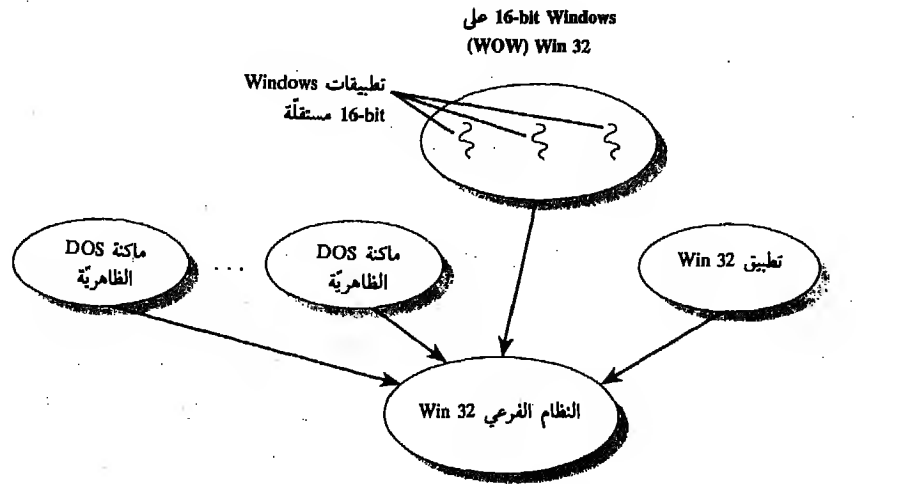 16-bit Windows على
(WOW) Win 32
تطبيقات Windows
16-bit مستقلّة
ماكنة DOS
الظاهريّة
...
ماكنة DOS
الظاهريّة
تطبيق Win 32
النظام الفرعي Win 32